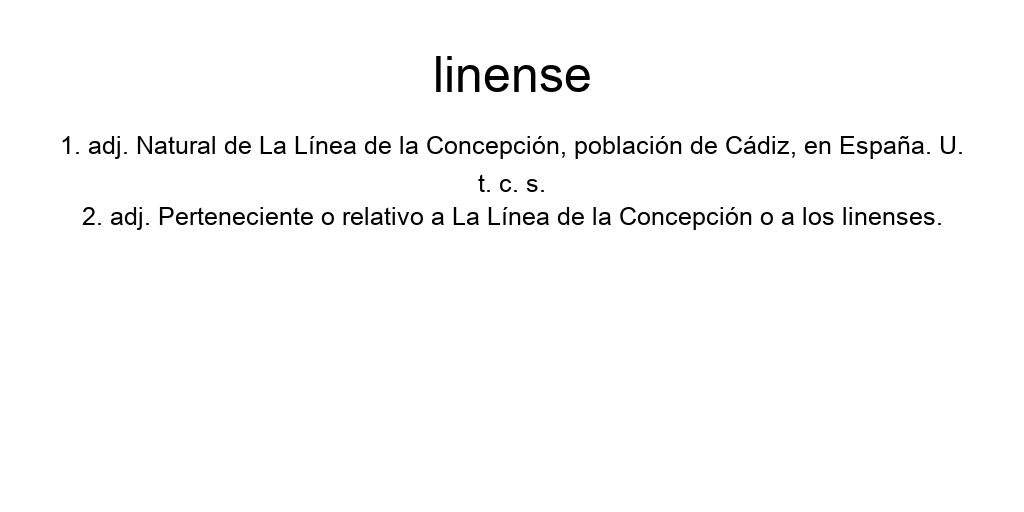 linense
1. adj. Natural de La Línea de la Concepción, población de Cádiz, en España. U.
t. c. s.
2. adj. Perteneciente o relativo a La Línea de la Concepción o a los linenses.